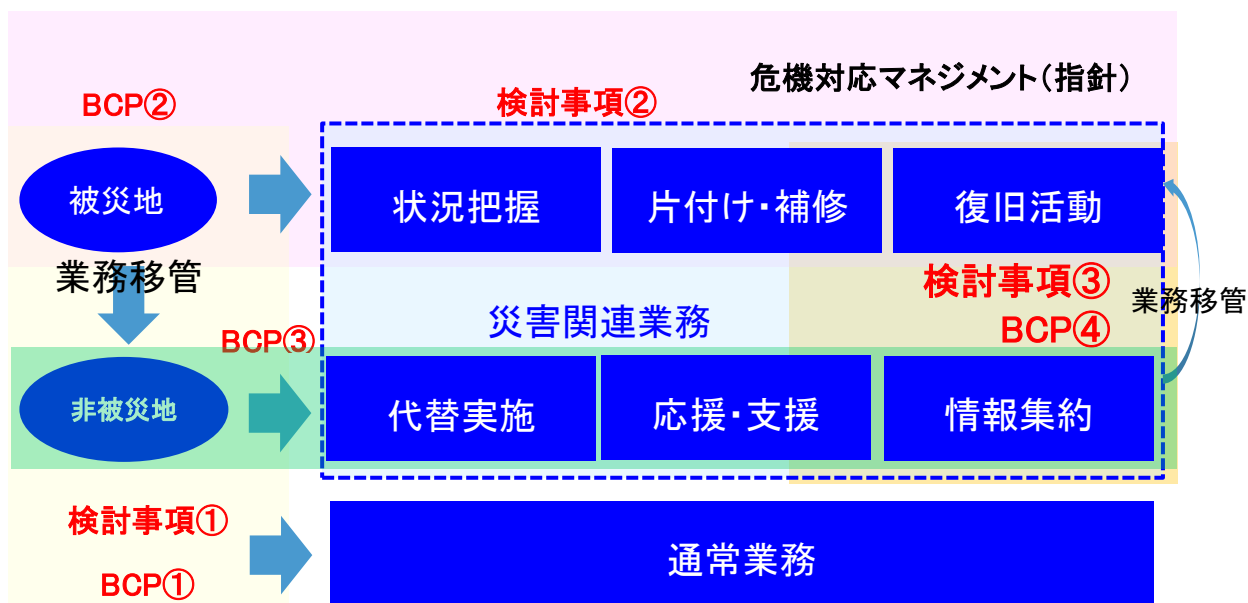 危機対応マネジメント（指針）
BCP②
検討事項②
被災地
状況把握
片付け・補修
復旧活動
業務移管
検討事項③
業務移管
災害関連業務
BCP③
BCP④
非被災地
代替実施
応援・支援
情報集約
検討事項①
BCP①
通常業務